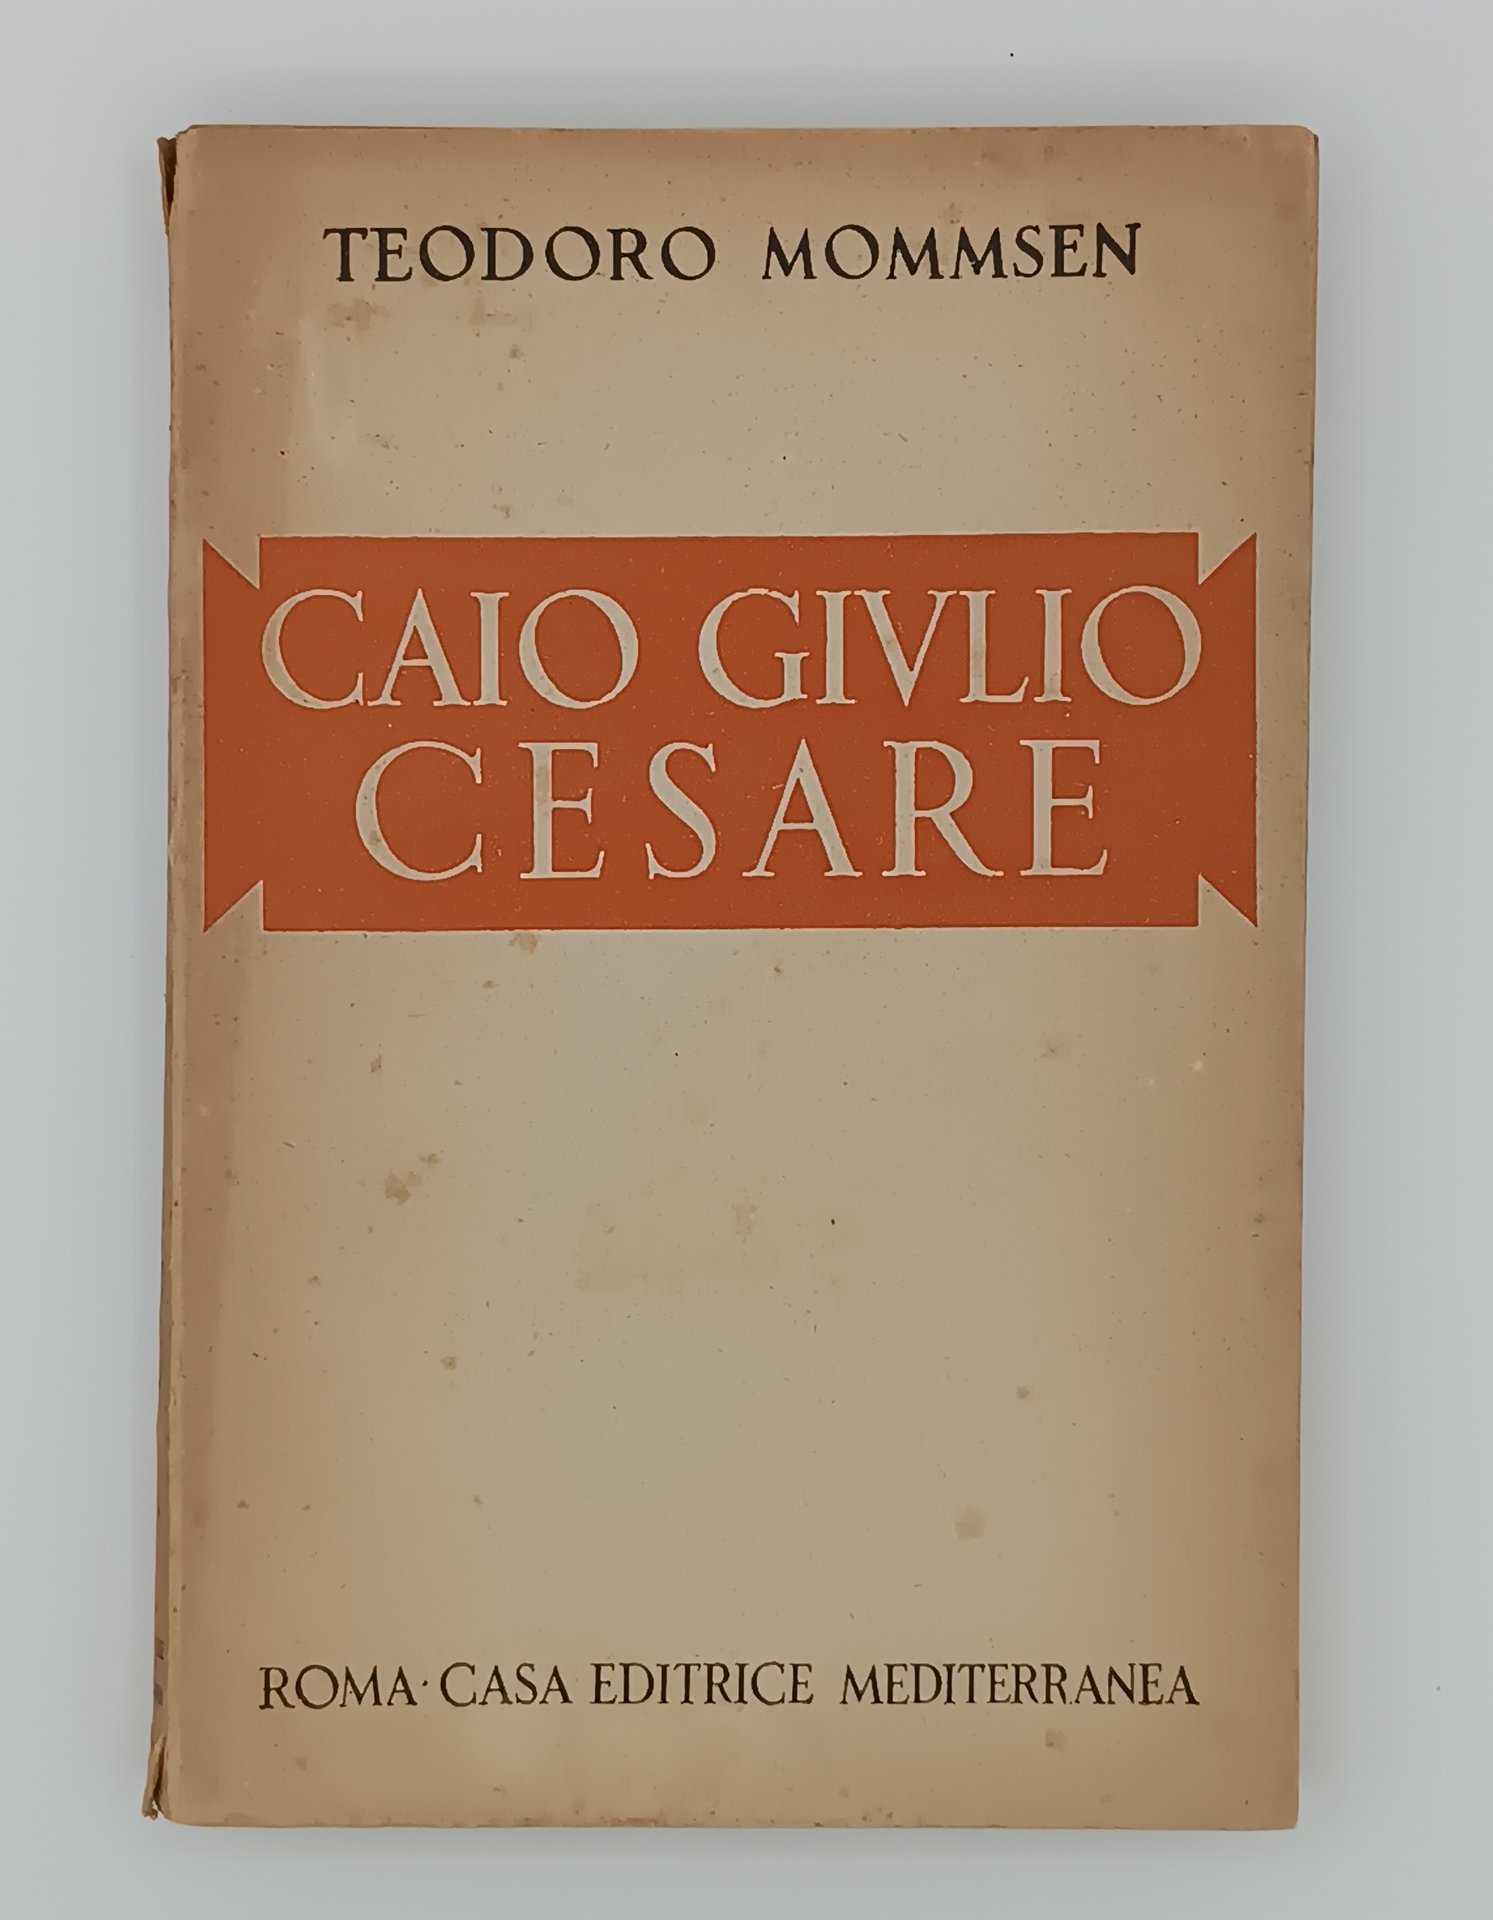 TEODORO MOMMSEN
CAIO GIVLIO
CESARE
ROMA · CASA EDITRICE MEDITERRANEA